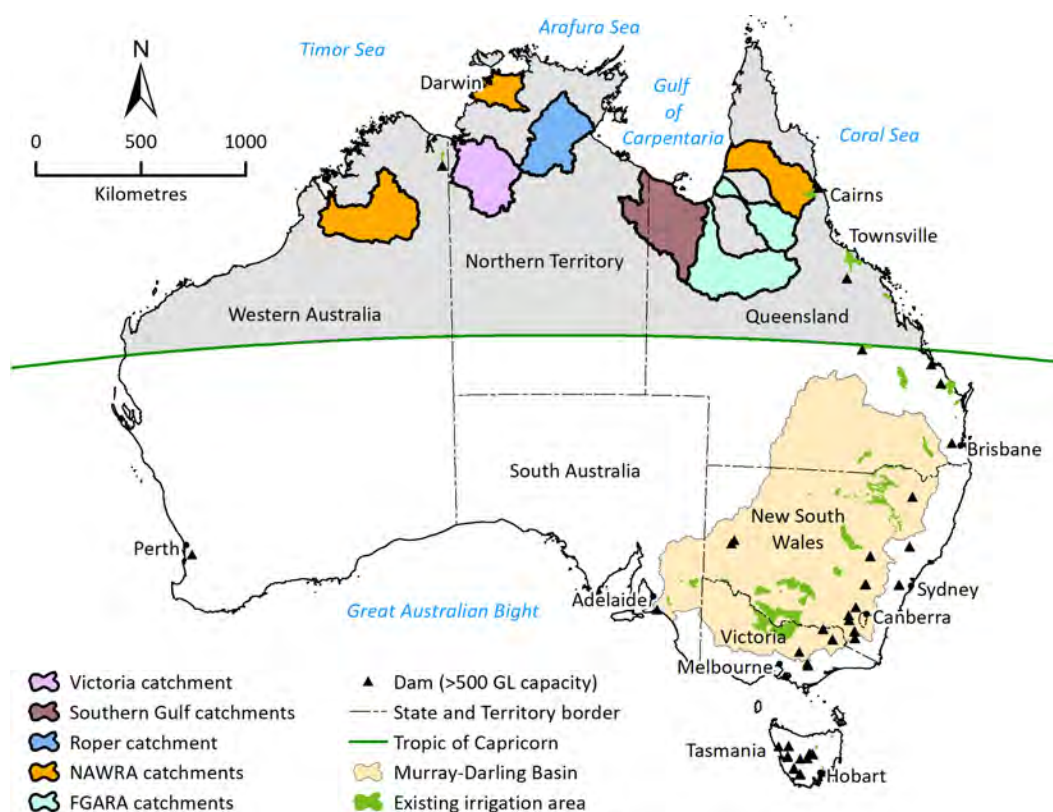 Arafura Sea
Timor Sea
N
Darwin
Gulf
of
Carpentaria
Coral Sea
0 500 1000
Kilometres
Cairns
Townsville
Northern Territory
Western Australia
Queensland
Brisbane
South Australia
New South
Wales
Perth
Sydney
Adelaide
Great Australian Bight
Canberra
Victoria
Melbourne
Victoria catchment
Southern Gulf catchments
Roper catchment
NAWRA catchments
FGARA catchments
Dam (>500 GL capacity)
State and Territory border
Tropic of Capricorn
Murray-Darling Basin
Existing irrigation area
Tasmania
Hobart